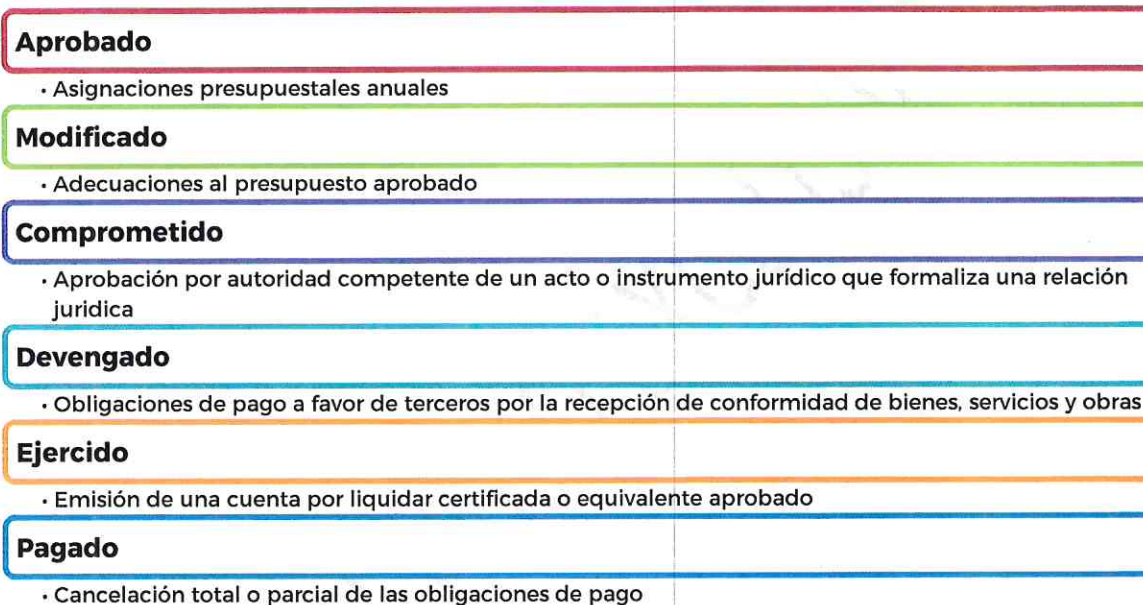 Aprobado
· Asignaciones presupuestales anuales
Modificado
· Adecuaciones al presupuesto aprobado
Comprometido
· Aprobación por autoridad competente de un acto o instrumento jurídico que formaliza una relación
juridica
Devengado
· Obligaciones de pago a favor de terceros por la recepción de conformidad de bienes, servicios y obras
Ejercido
· Emisión de una cuenta por liquidar certificada o equivalente aprobado
Pagado
· Cancelación total o parcial de las obligaciones de pago